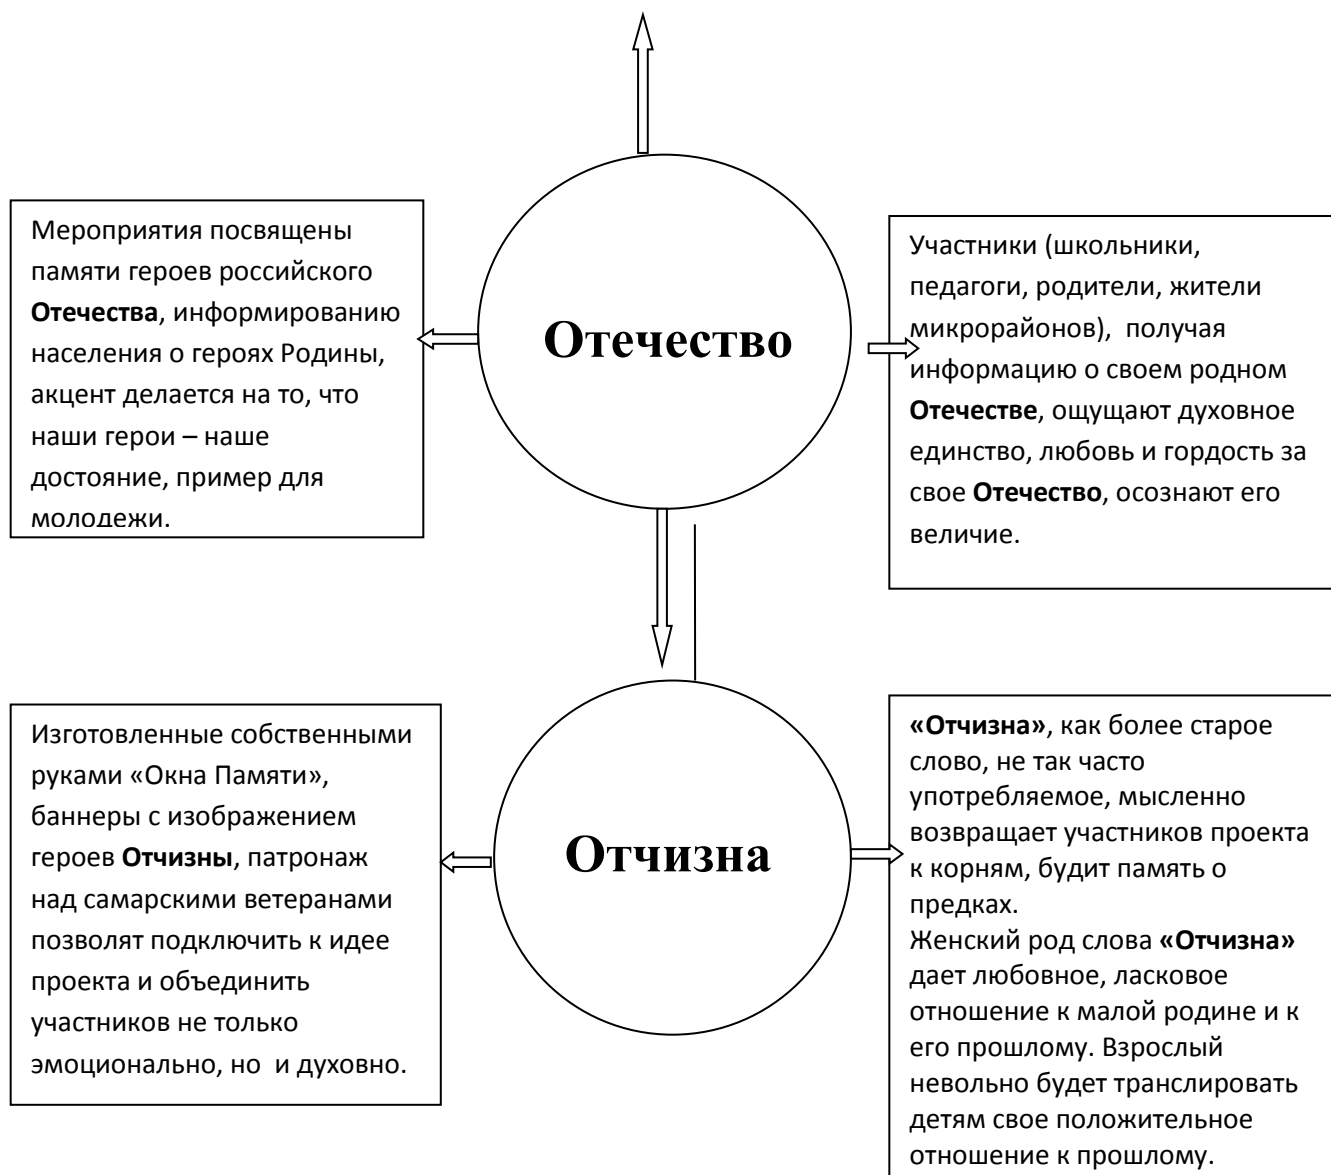 Мероприятия посвящены
памяти героев российского
Отечества, информированию
населения о героях Родины,
акцент делается на то, что
наши герои – наше
достояние, пример для
молодежи.
Отечество
Участники (школьники,
педагоги, родители, жители
микрорайонов), получая
информацию о своем родном
Отечестве, ощущают духовное
единство, любовь и гордость за
свое Отечество, осознают его
величие.
Изготовленные собственными
руками «Окна Памяти»,
баннеры с изображением
героев Отчизны, патронаж
над самарскими ветеранами
позволят подключить к идее
проекта и объединить
участников не только
эмоционально, но и духовно.
Отчизна
«Отчизна», как более старое
слово, не так часто
употребляемое, мысленно
возвращает участников проекта
к корням, будит память о
предках.
Женский род слова «Отчизна»
дает любовное, ласковое
отношение к малой родине и к
его прошлому. Взрослый
невольно будет транслировать
детям свое положительное
отношение к прошлому.